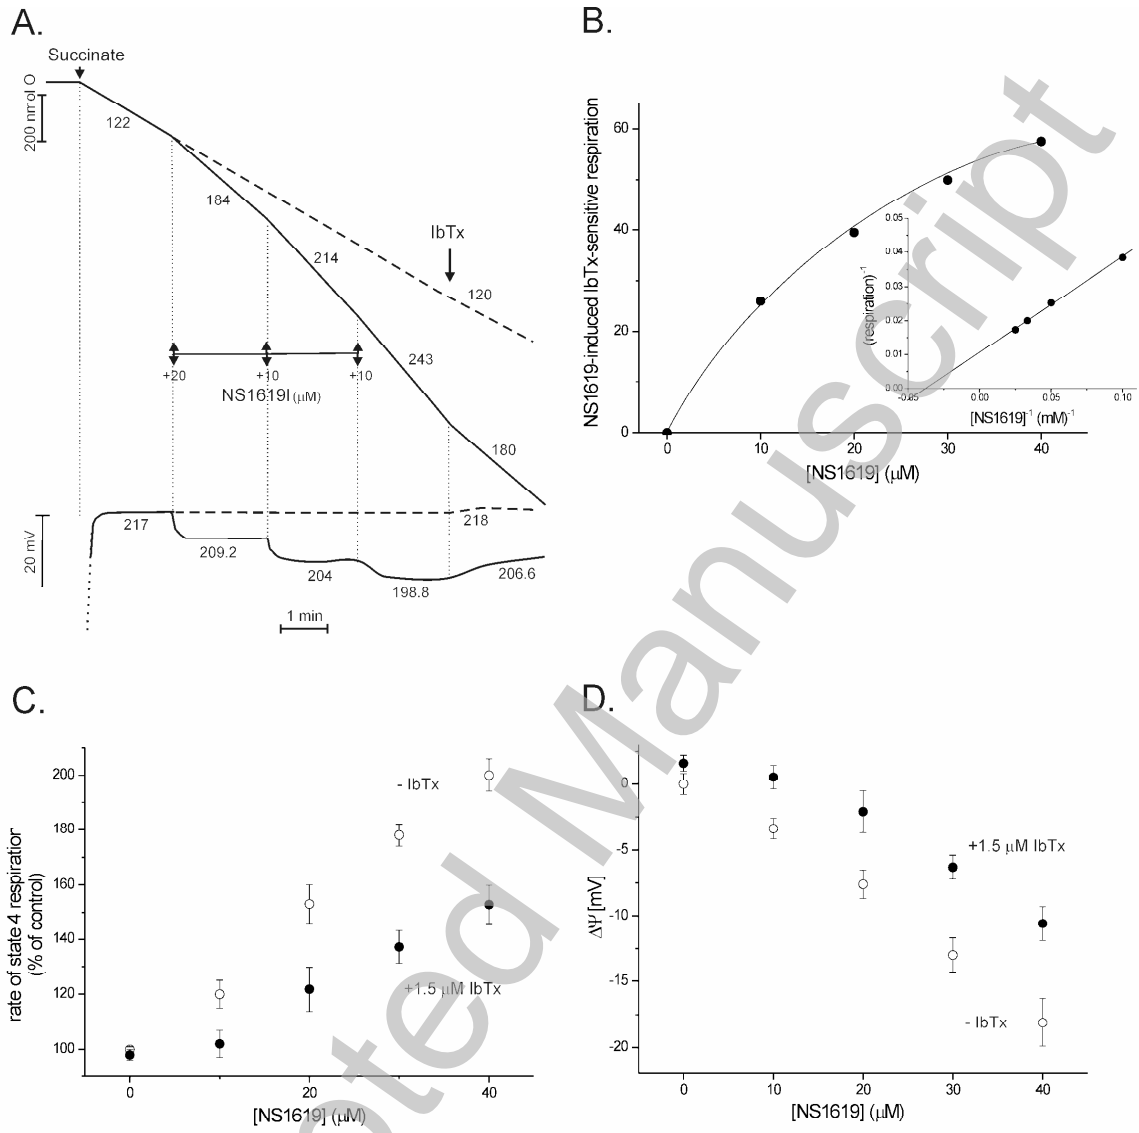 A.
Succinate
200 nmol O
122
184
214
IbTx
120
243
+20
+10
+10
NS1619I (μM)
180
217
218
209.2
204
198.8
206.6
20 mV
1 min
B.
NS1619-induced IbTx-sensitive respiration
60
40
20
0
0
10
20
30
40
[NS1619] (μM)
(respiration)-1
0.05
0.04
0.03
0.02
0.01
0.00
-0.05
0.00
0.05
0.10
[NS1619]-1 (mM)-1
C.
rate of state 4 respiration
(% of control)
200
180
160
140
120
100
- IbTx
+1.5 μM IbTx
0
20
40
[NS1619] (μM)
D.
ΔΨ [mV]
0
-5
-10
-15
-20
+1.5 μM IbTx
- IbTx
0
10
20
30
40
[NS1619] (μM)
oted Manuscript